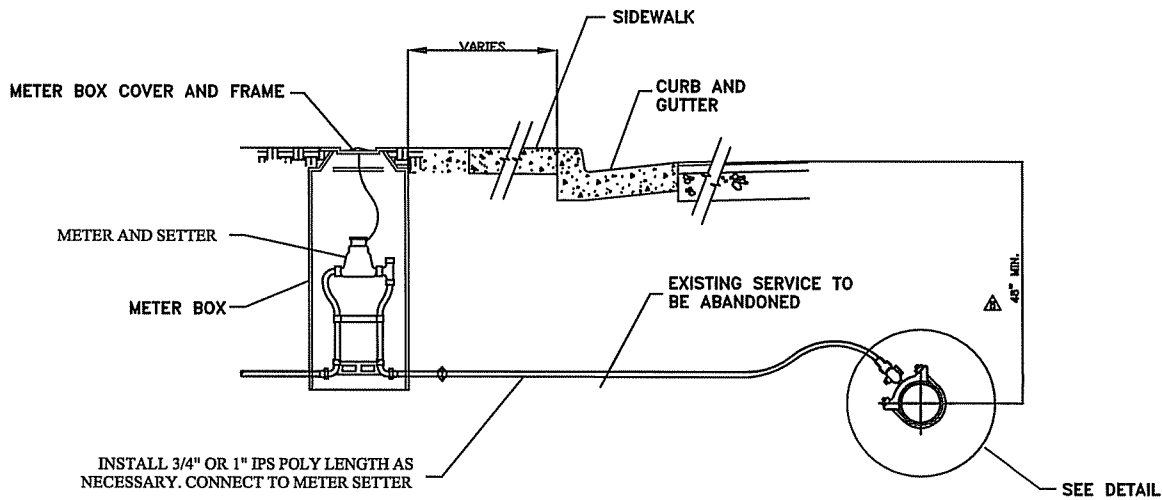 SIDEWALK
VARIES
METER BOX COVER AND FRAME
CURB AND
GUTTER
METER AND SETTER
METER BOX
EXISTING SERVICE TO
BE ABANDONED
48" MIN.
INSTALL 3/4" OR 1" IPS POLY LENGTH AS
NECESSARY. CONNECT TO METER SETTER
SEE DETAIL